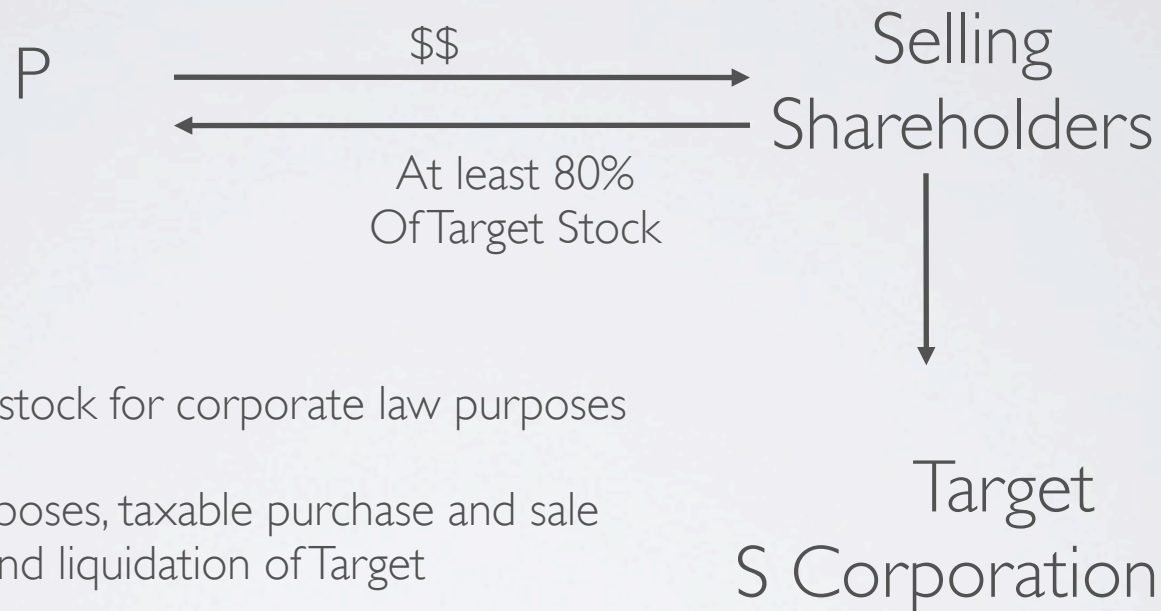 P
$$
Selling
Shareholders
At least 80%
Of Target Stock
stock for corporate law purposes
poses, taxable purchase and sale
nd liquidation of Target
Target
S Corporation